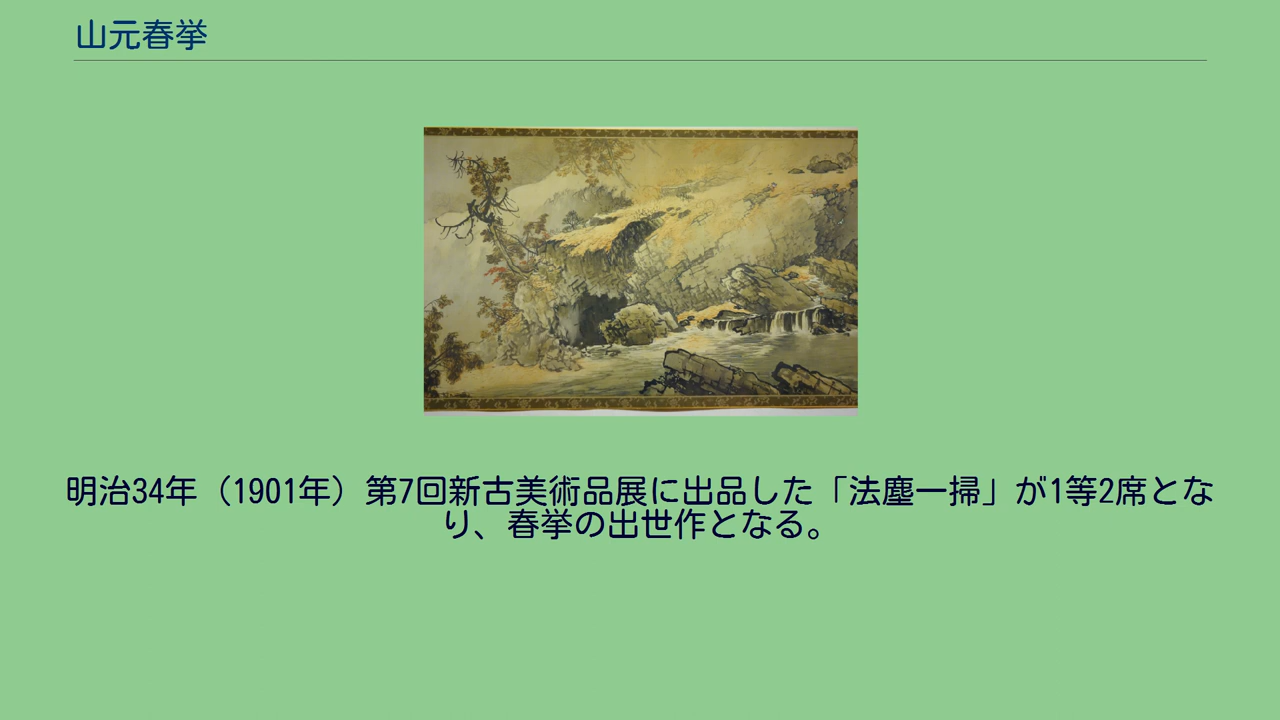 山元春挙
明治34年（1901年）第7回新古美術品展に出品した「法塵一掃」が1等2席とな
り、春挙の出世作となる。